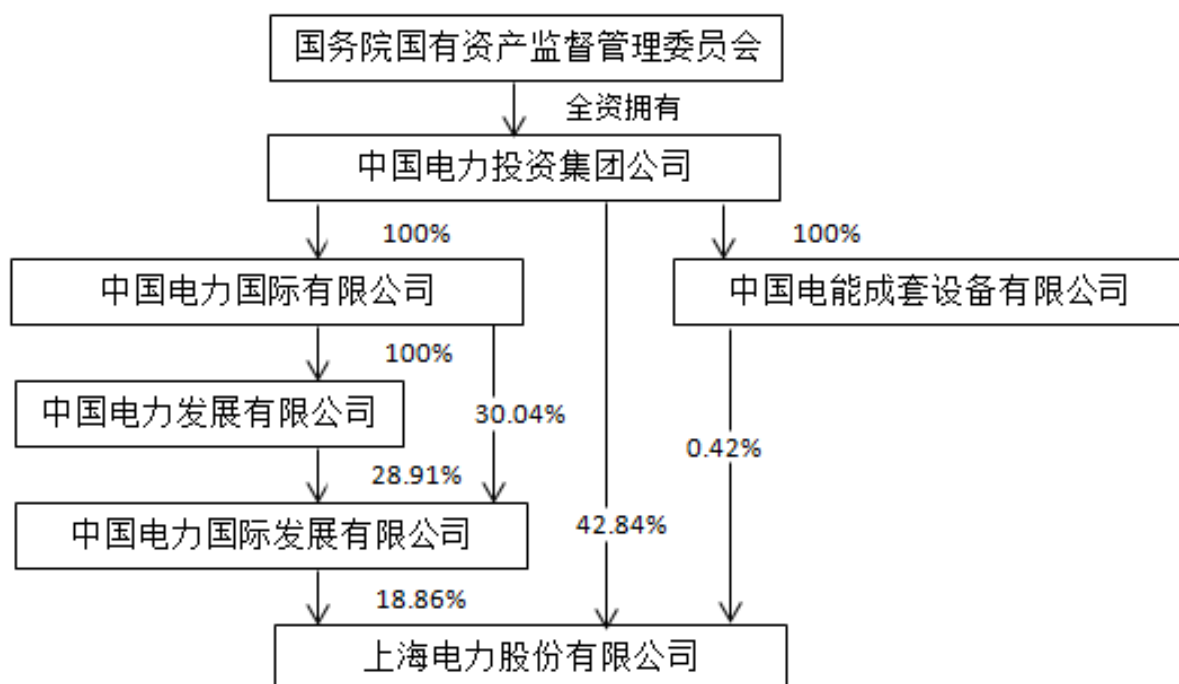 国务院国有资产监督管理委员会
全资拥有
中国电力投资集团公司
100%
100%
中国电力国际有限公司
中国电能成套设备有限公司
100%
中国电力发展有限公司
30.04%
0.42%
28.91%
中国电力国际发展有限公司
42.84%
18.86%
上海电力股份有限公司